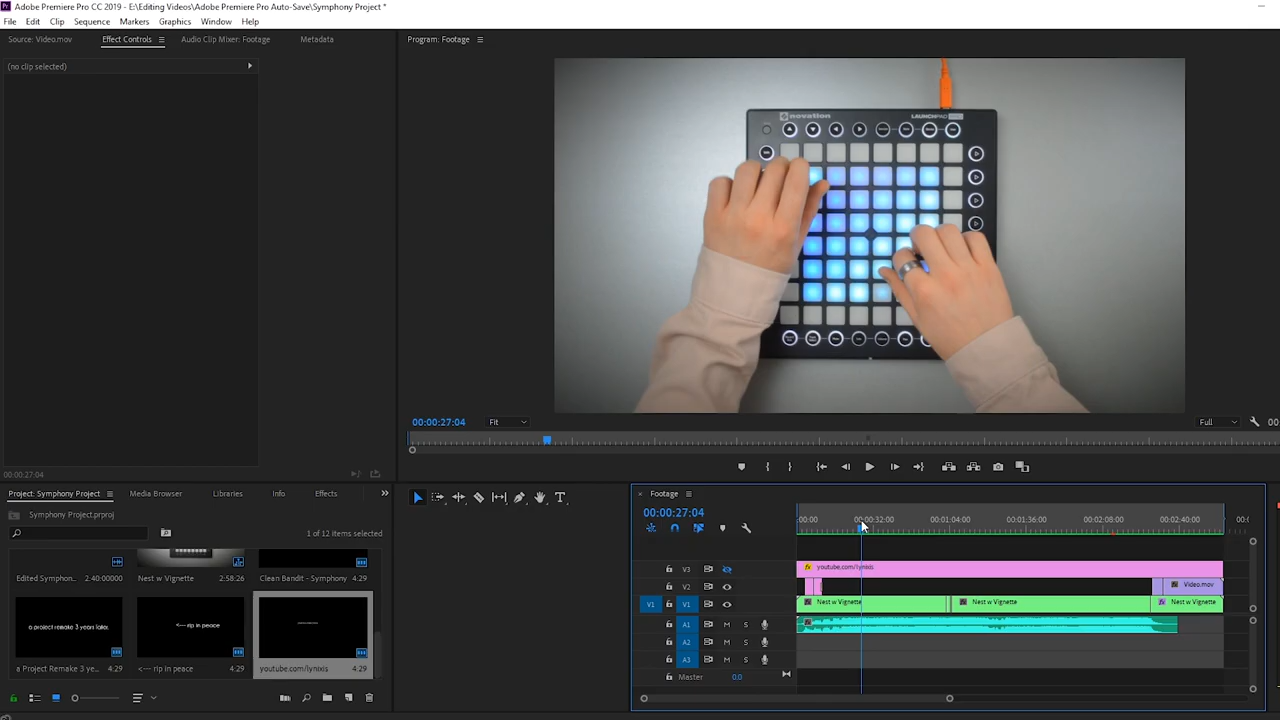 Adobe Premiere Pro CC 2019 - E:\Editing Videos\Adobe Premiere Pro Auto-Save\Symphony Project *
File Edit Clip Sequence Markers Graphics Window Help
Source: Video.mov Effect Controls Audio Clip Mixer: Footage Metadata Program: Footage
(no clip selected)
novation LAUNCHPAD
00:00:27:04 Fit Full 00
00:00:27:04
Project: Symphony Project Media Browser Libraries Info Effects
Symphony Project.prproj
1 of 12 items selected
Edited Symphon... 2:40:00000 Nest w Vignette 2:58:26 Clean Bandit - Symphony 4:29
a project remake 3 years later.
<-- rip in peace
a Project Remake 3 ye... 4:29 <--- rip in peace 4:29 youtube.com/lynixis 4:29
Footage
00:00:27:04
:00:00 00:00:32:00 00:01:04:00 00:01:36:00 00:02:08:00 00:02:40:00 00:0
V3 youtube.com/lynixis
V2 Video.mov
V1 V1 Nest w Vignette Nest w Vignette Nest w Vignette
A1 M S
A2 M S
A3 M S
Master 0.0